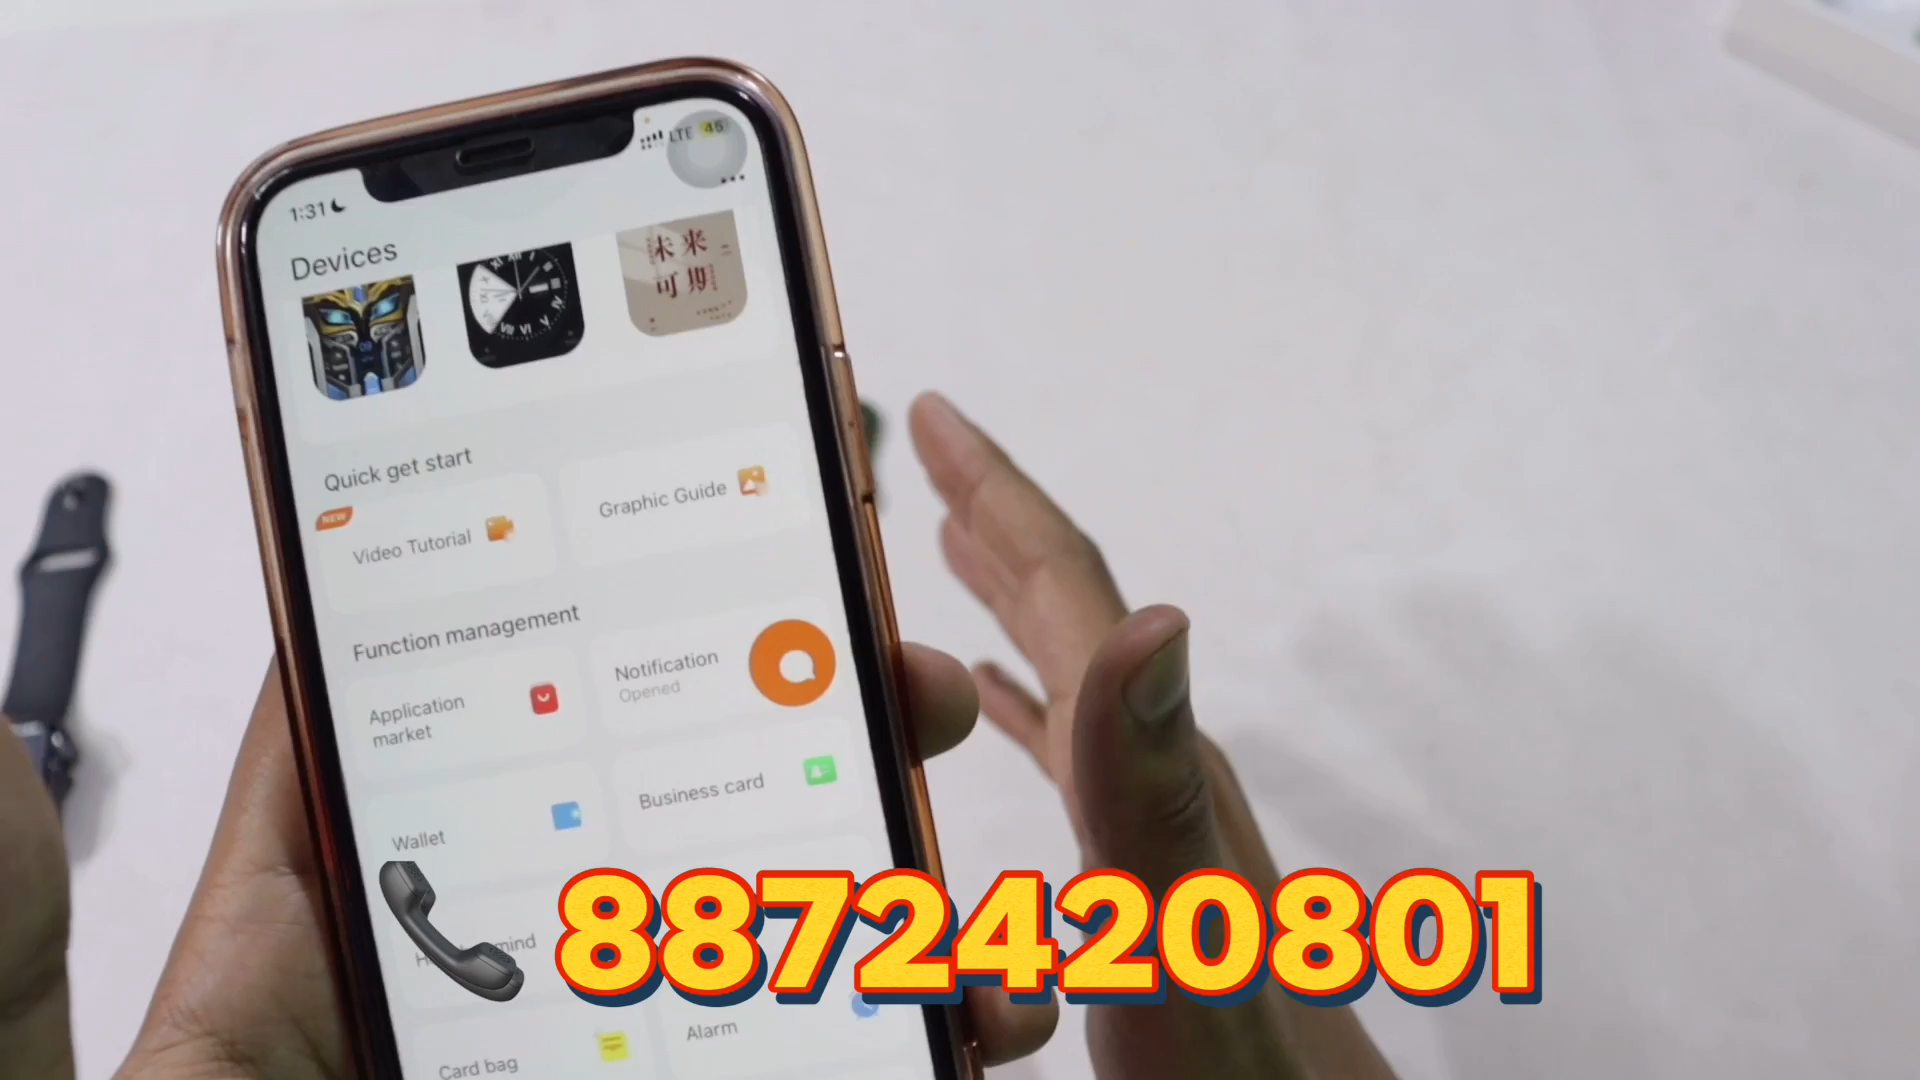 1:31
LTE 45
Devices
未来
可期
Quick get start
NEW
Video Tutorial
Graphic Guide
Function management
Application
market
Notification
Opened
Wallet
Business card
8872420801
Card bag
Alarm